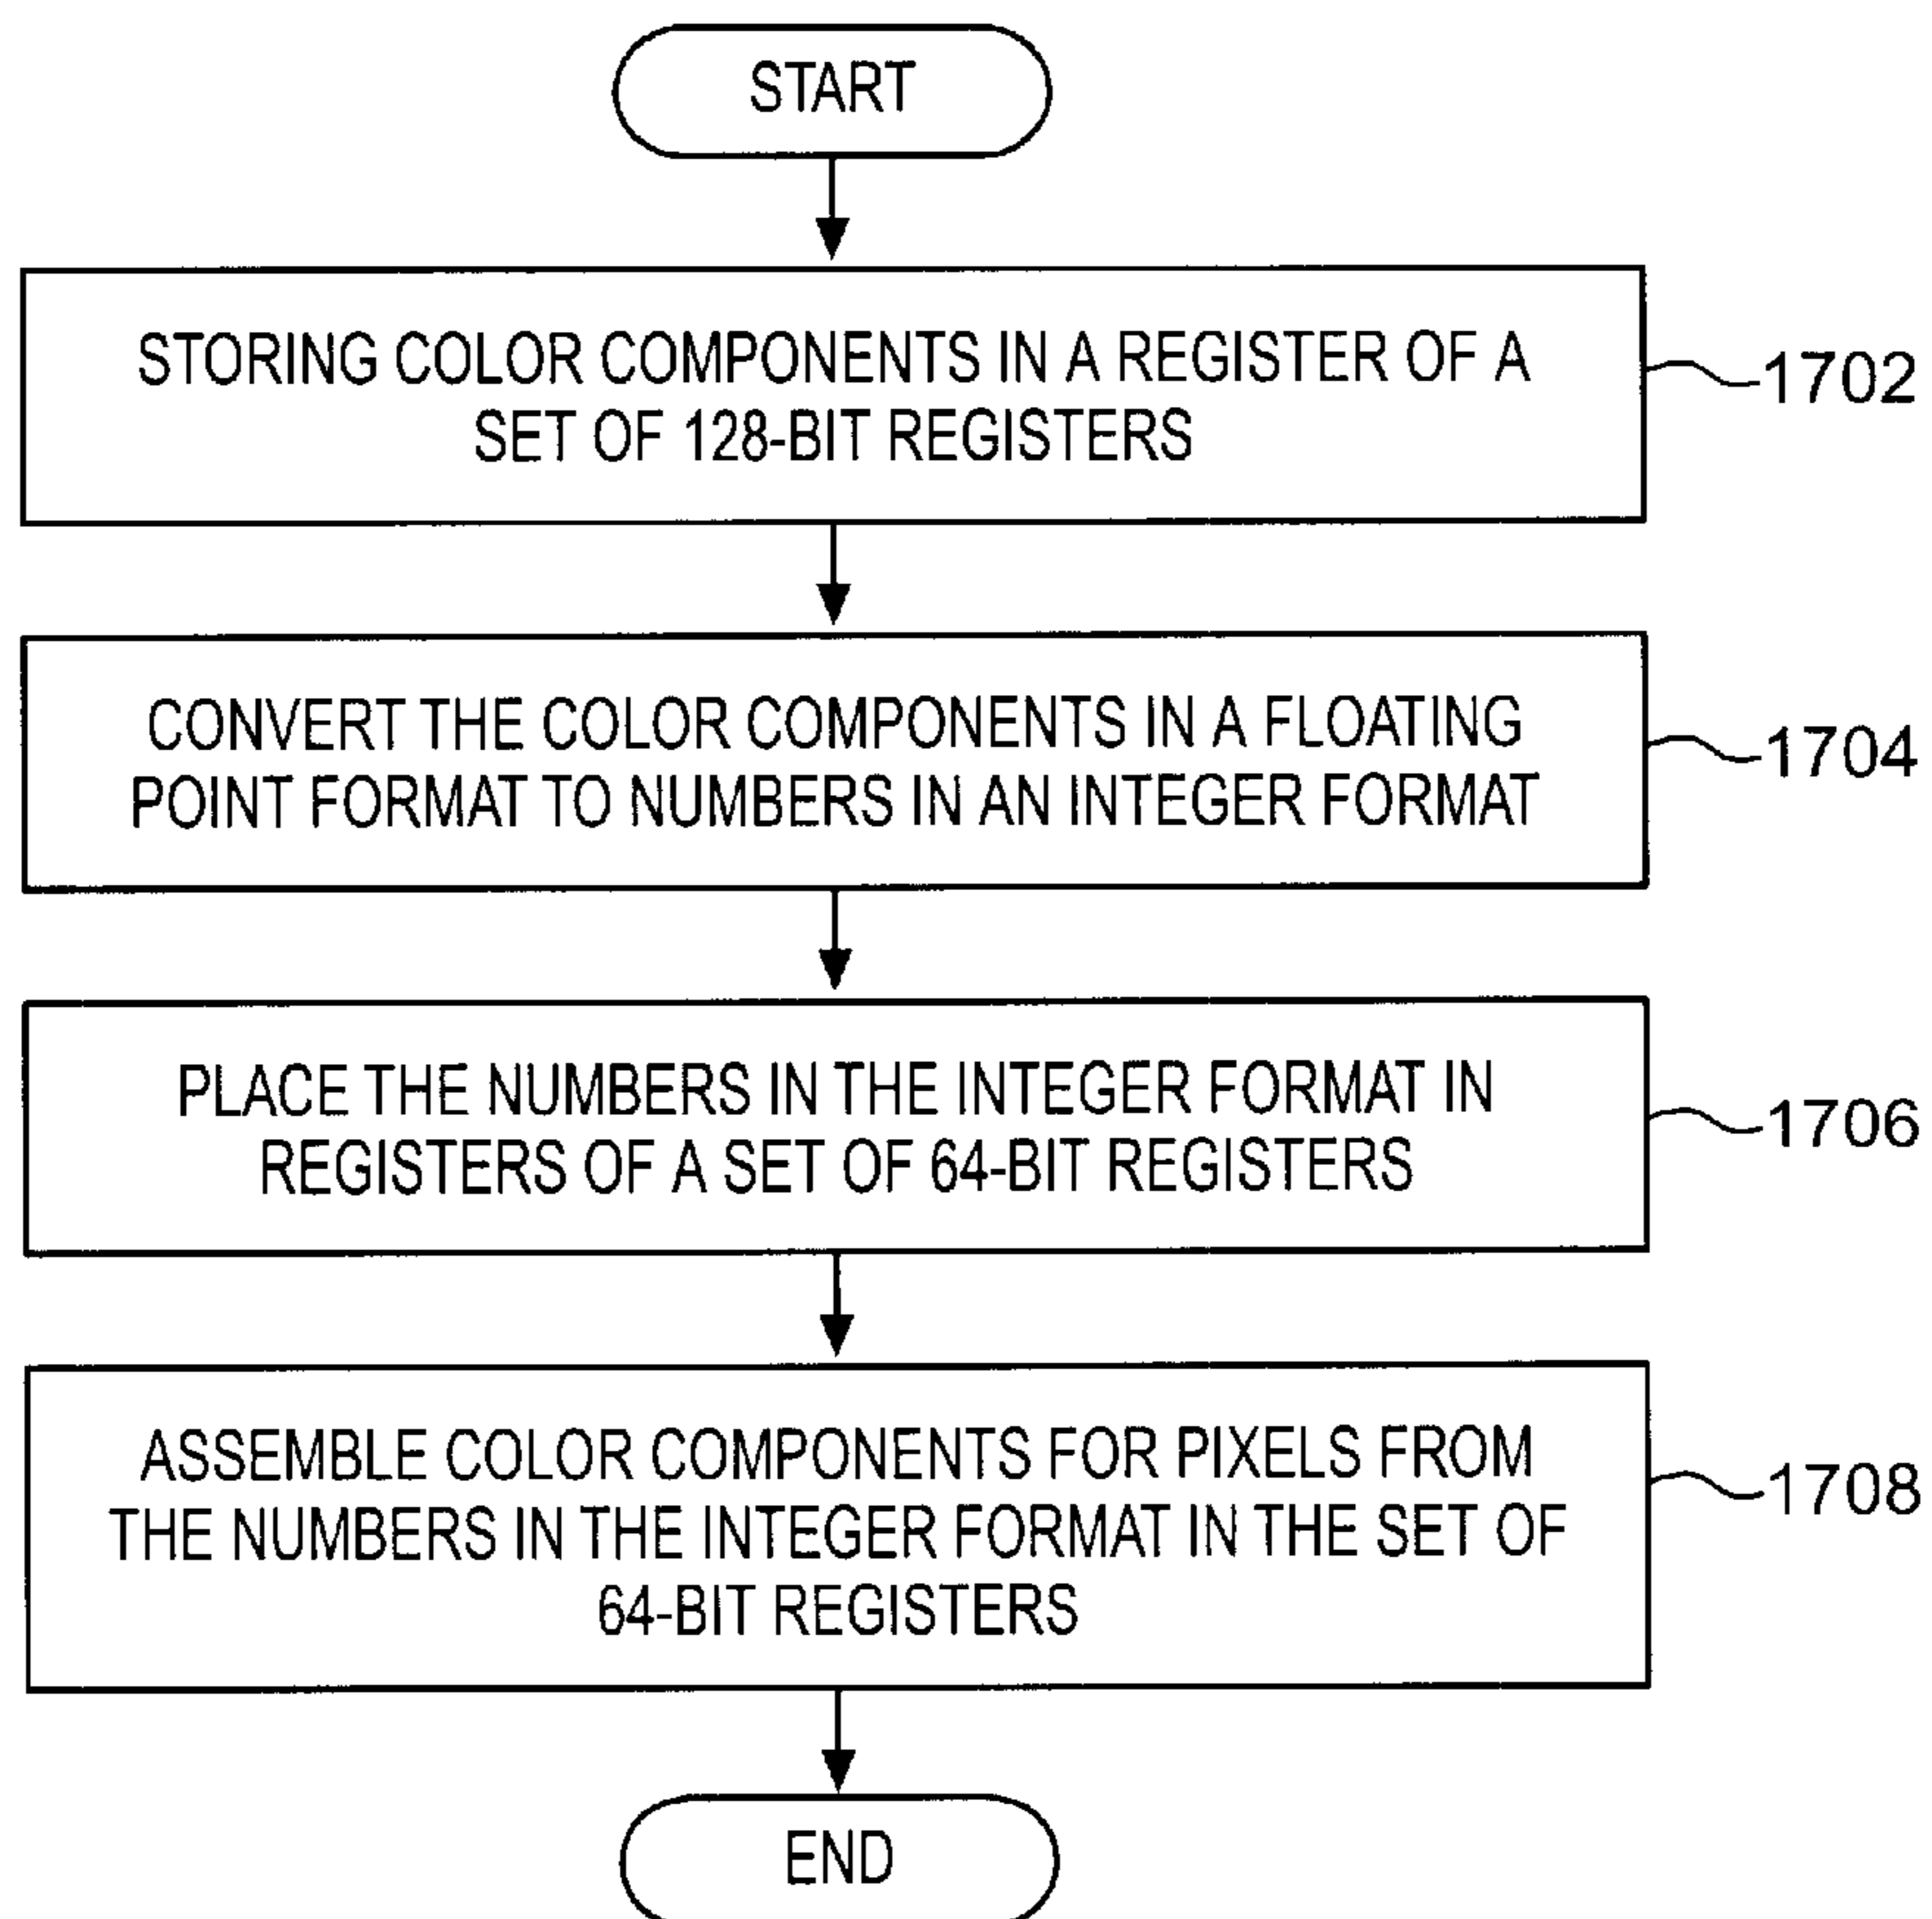 START
STORING COLOR COMPONENTS IN A REGISTER OF A
SET OF 128-BIT REGISTERS
1702
CONVERT THE COLOR COMPONENTS IN A FLOATING
POINT FORMAT TO NUMBERS IN AN INTEGER FORMAT
1704
PLACE THE NUMBERS IN THE INTEGER FORMAT IN
REGISTERS OF A SET OF 64-BIT REGISTERS
1706
ASSEMBLE COLOR COMPONENTS FOR PIXELS FROM
THE NUMBERS IN THE INTEGER FORMAT IN THE SET OF
64-BIT REGISTERS
1708
END